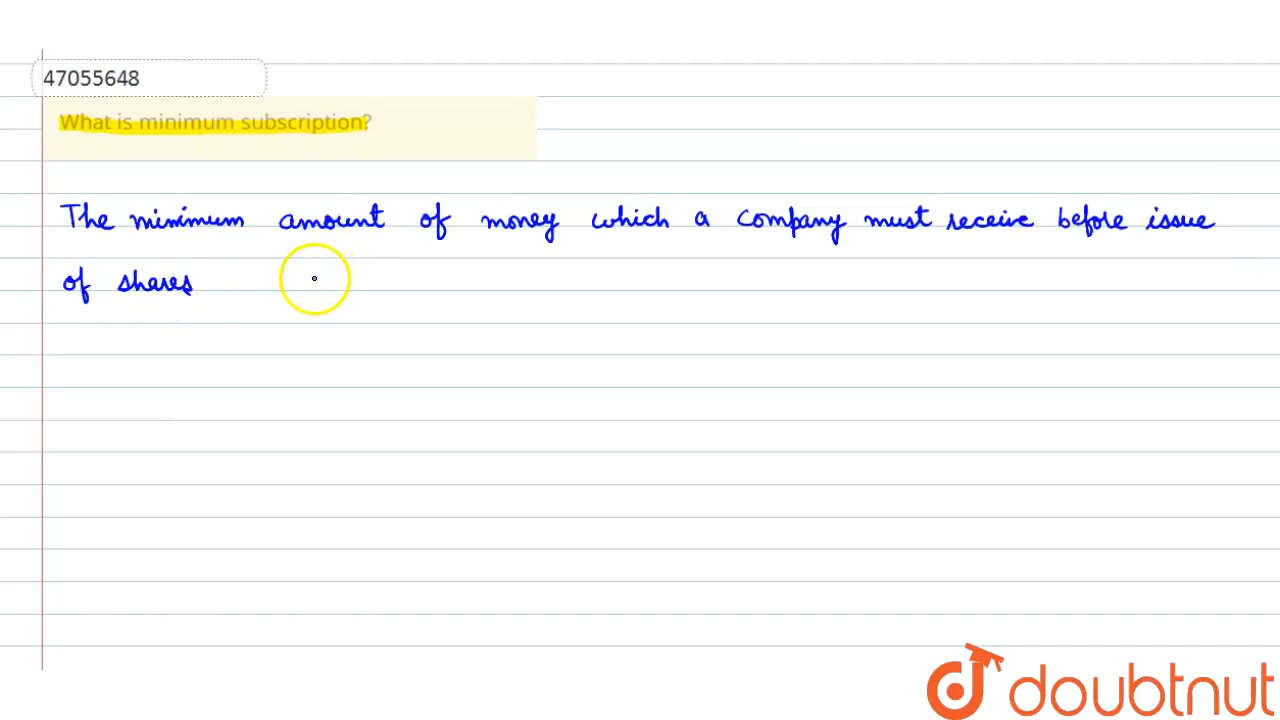 47055648
What is minimum subscription?
The minimum amount of money which a company must receive before issue
of shares
doubtnut